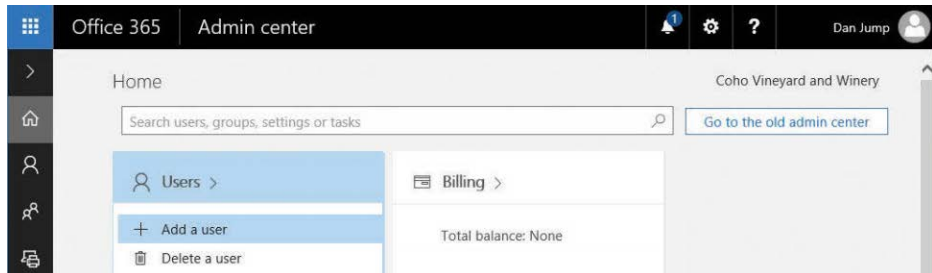 Office 365 Admin center 1 ? Dan Jump
Home Coho Vineyard and Winery
Search users, groups, settings or tasks Go to the old admin center
Users > Billing >
+ Add a user Total balance: None
Delete a user